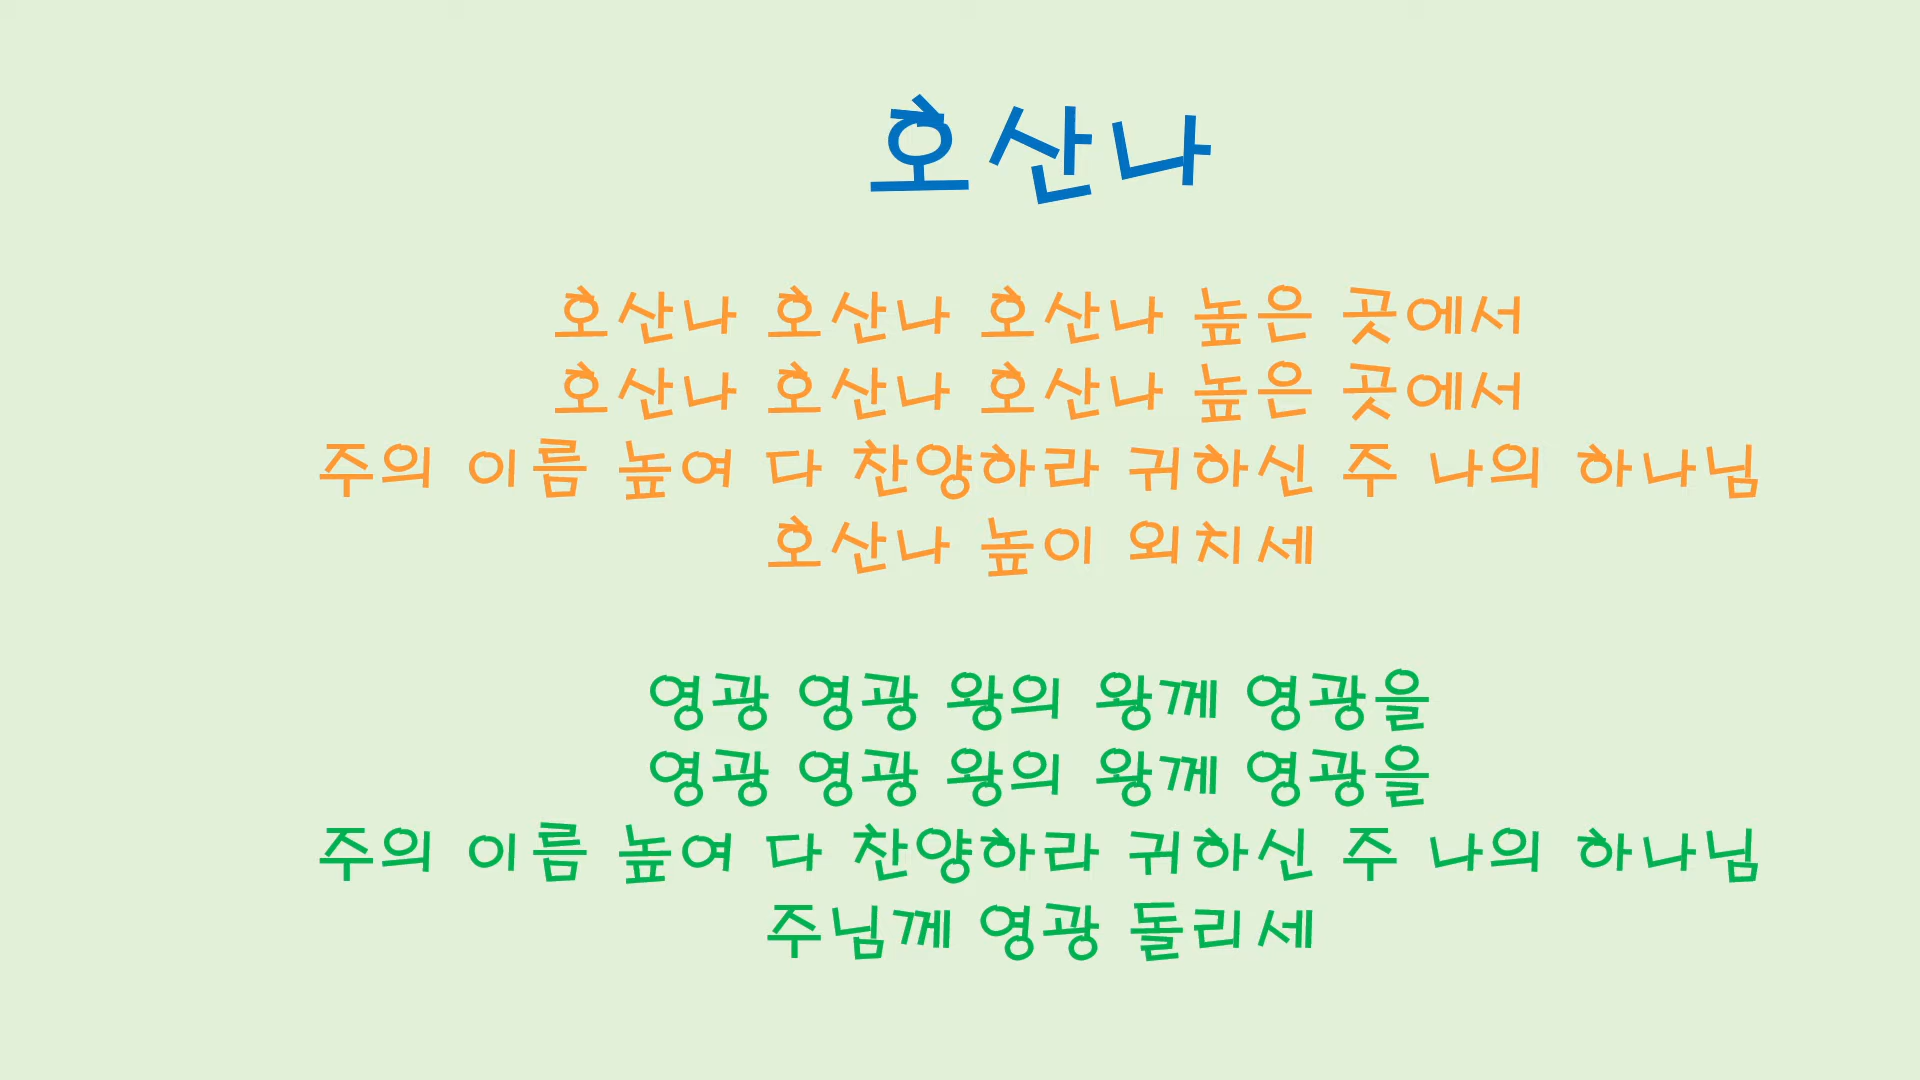 호산나
호산나 호산나 호산나 높은 곳에서
호산나 호산나 호산나 높은 곳에서
주의 이름 높여 다 찬양하라 귀하신 주 나의 하나님
호산나 높이 외치세
영광 영광 왕의 왕께 영광을
영광 영광 왕의 왕께 영광을
주의 이름 높여 다 찬양하라 귀하신 주 나의 하나님
주님께 영광 돌리세